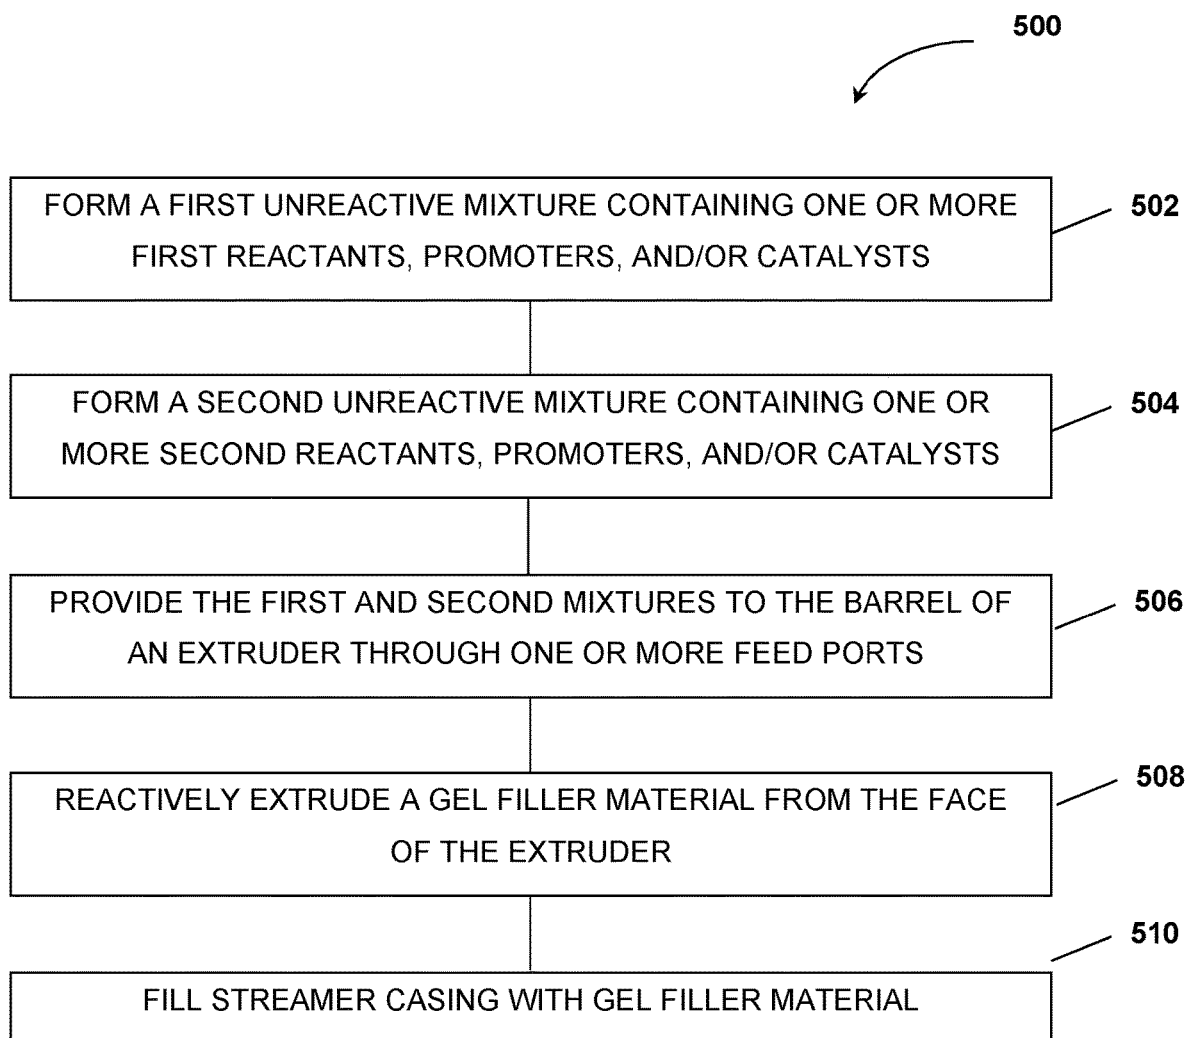 500
FORM A FIRST UNREACTIVE MIXTURE CONTAINING ONE OR MORE
FIRST REACTANTS, PROMOTERS, AND/OR CATALYSTS
502
FORM A SECOND UNREACTIVE MIXTURE CONTAINING ONE OR
MORE SECOND REACTANTS, PROMOTERS, AND/OR CATALYSTS
504
PROVIDE THE FIRST AND SECOND MIXTURES TO THE BARREL OF
AN EXTRUDER THROUGH ONE OR MORE FEED PORTS
506
REACTIVELY EXTRUDE A GEL FILLER MATERIAL FROM THE FACE
OF THE EXTRUDER
508
FILL STREAMER CASING WITH GEL FILLER MATERIAL
510